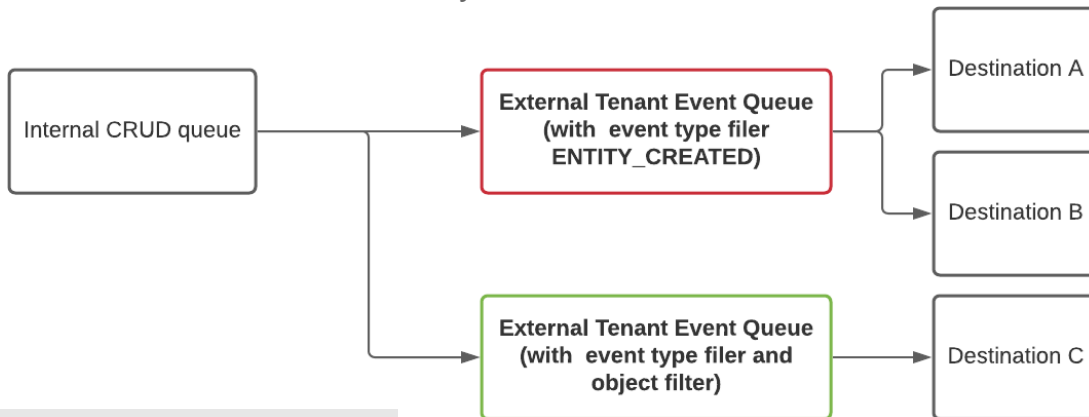 Internal CRUD queue
External Tenant Event Queue
(with  event type filer
ENTITY_CREATED)
Destination A
Destination B
External Tenant Event Queue
(with  event type filer and
object filter)
Destination C